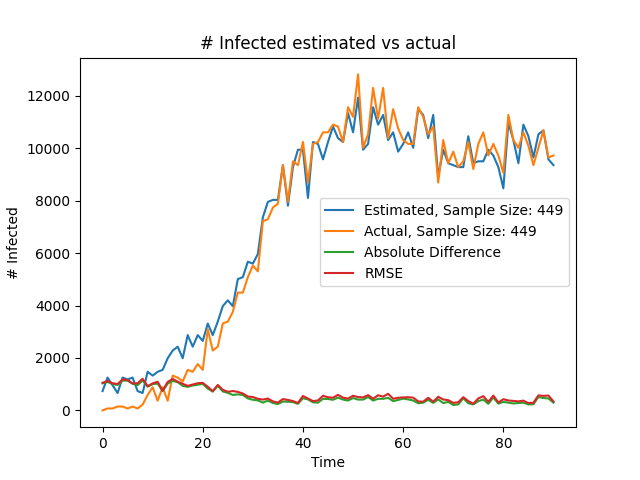 # Infected estimated vs actual
12000
10000
8000
6000
4000
2000
0
# Infected
Estimated, Sample Size: 449
Actual, Sample Size: 449
Absolute Difference
RMSE
0 20 40 60 80
Time